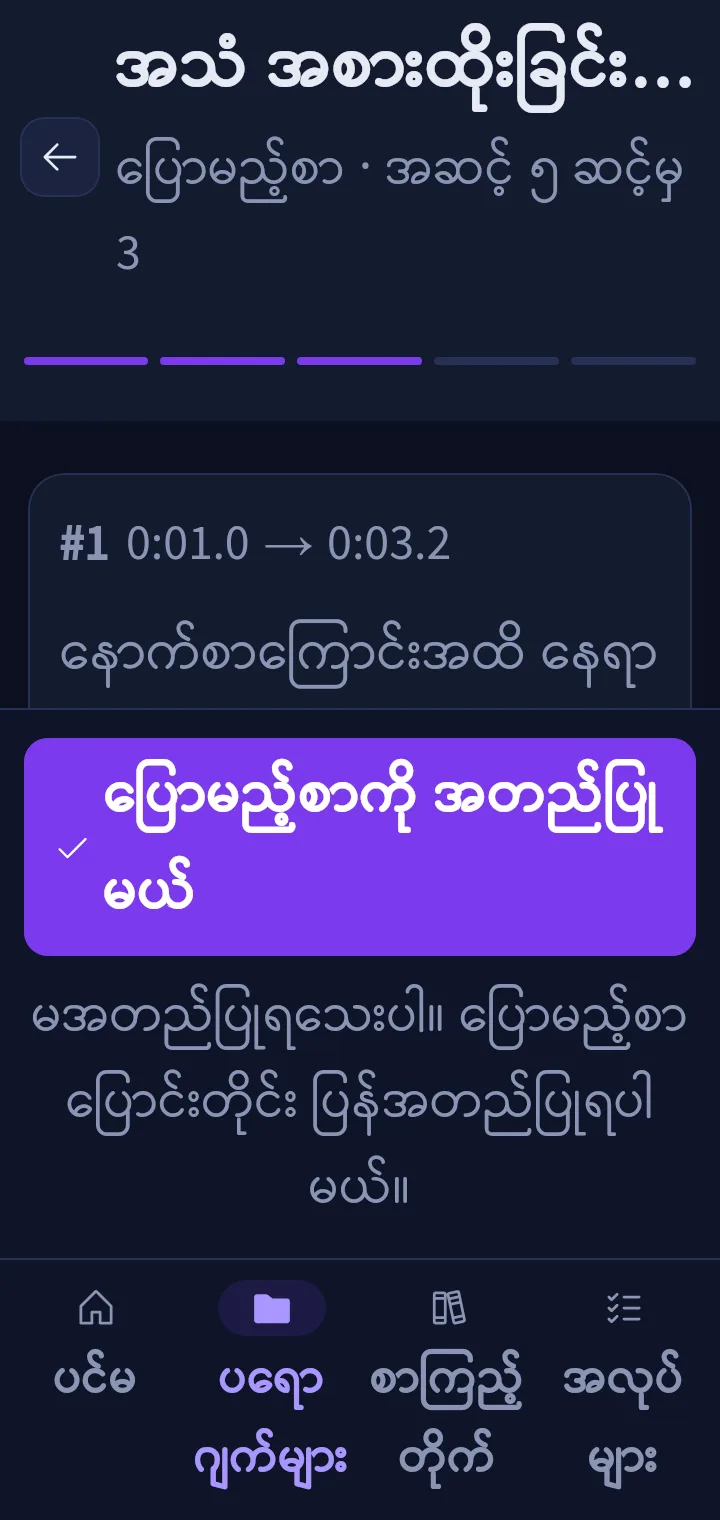 အသံ အစားထိုးခြင်း...
ပြောမည့်စာ · အဆင့် ၅ ဆင့်မှ
3
#1 0:01.0 → 0:03.2
နောက်စာကြောင်းအထိ နေရာ
ပြောမည့်စာကို အတည်ပြု
မယ်
မအတည်ပြုရသေးပါ။ ပြောမည့်စာ
ပြောင်းတိုင်း ပြန်အတည်ပြုရပါ
မယ်။
ပင်မ
ပရော
ဂျက်များ
စာကြည့်
တိုက်
အလုပ်
များ